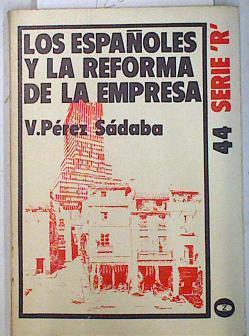 LOS ESPAÑOLES
Y LA REFORMA
DE LA EMPRESA
V.Pérez Sádaba
44 SERIE 'R'